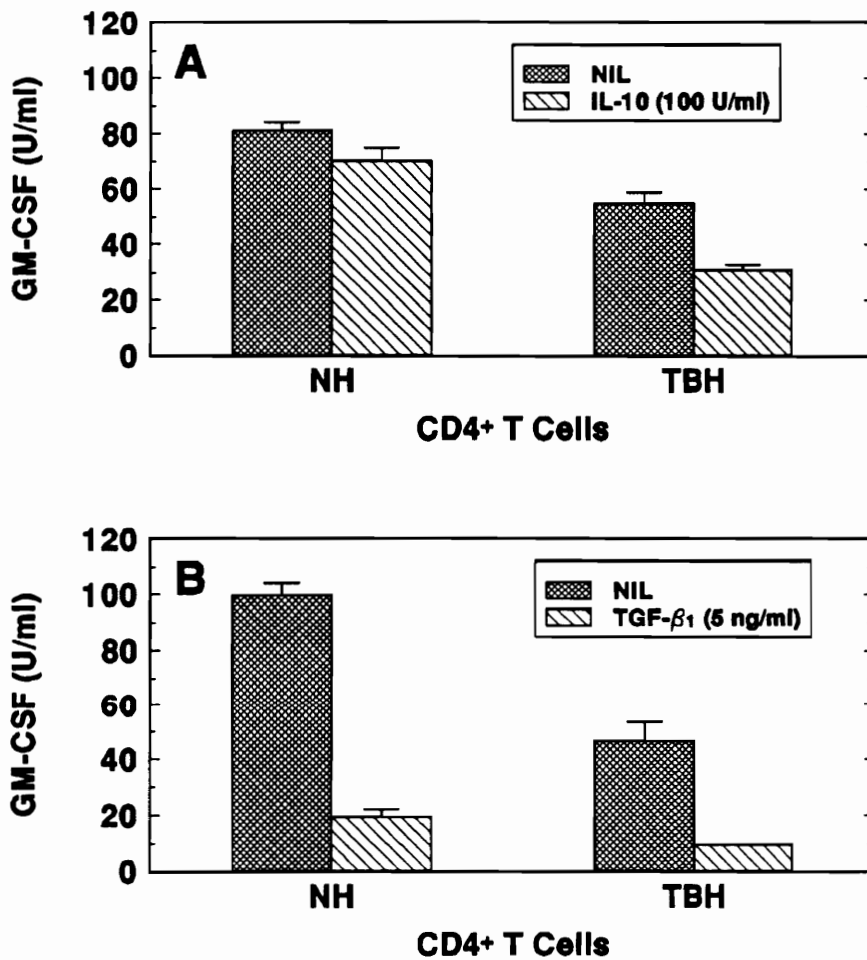 A
NIL
IL-10 (100 U/ml)
GM-CSF (U/ml)
120
100
80
60
40
20
0
NH TBH
CD4+ T Cells
B
NIL
TGF-β₁ (5 ng/ml)
GM-CSF (U/ml)
120
100
80
60
40
20
0
NH TBH
CD4+ T Cells